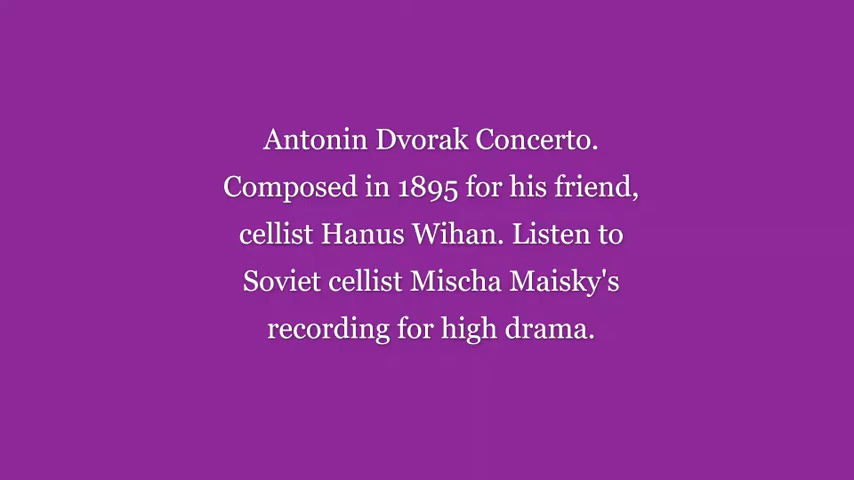 Antonin Dvorak Concerto.
Composed in 1895 for his friend,
cellist Hanus Wihan. Listen to
Soviet cellist Mischa Maisky's
recording for high drama.